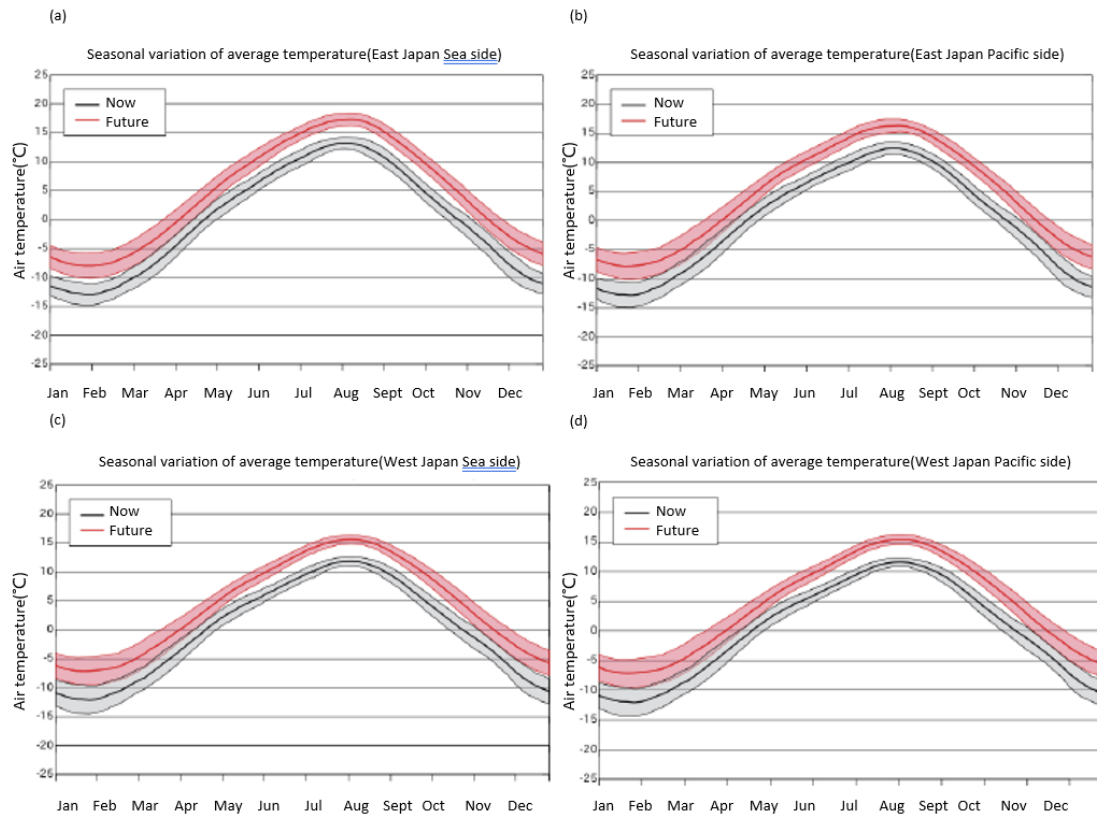 (a)
Seasonal variation of average temperature(East Japan Sea side)
25
20
15
10
5
0
-5
-10
-15
-20
-25
Air temperature(°C)
Now
Future
Jan Feb Mar Apr May Jun Jul Aug Sept Oct Nov Dec
(b)
Seasonal variation of average temperature(East Japan Pacific side)
25
20
15
10
5
0
-5
-10
-15
-20
-25
Air temperature(°C)
Now
Future
Jan Feb Mar Apr May Jun Jul Aug Sept Oct Nov Dec
(c)
Seasonal variation of average temperature(West Japan Sea side)
25
20
15
10
5
0
-5
-10
-15
-20
-25
Air temperature(°C)
Now
Future
Jan Feb Mar Apr May Jun Jul Aug Sept Oct Nov Dec
(d)
Seasonal variation of average temperature(West Japan Pacific side)
25
20
15
10
5
0
-5
-10
-15
-20
-25
Air temperature(°C)
Now
Future
Jan Feb Mar Apr May Jun Jul Aug Sept Oct Nov Dec